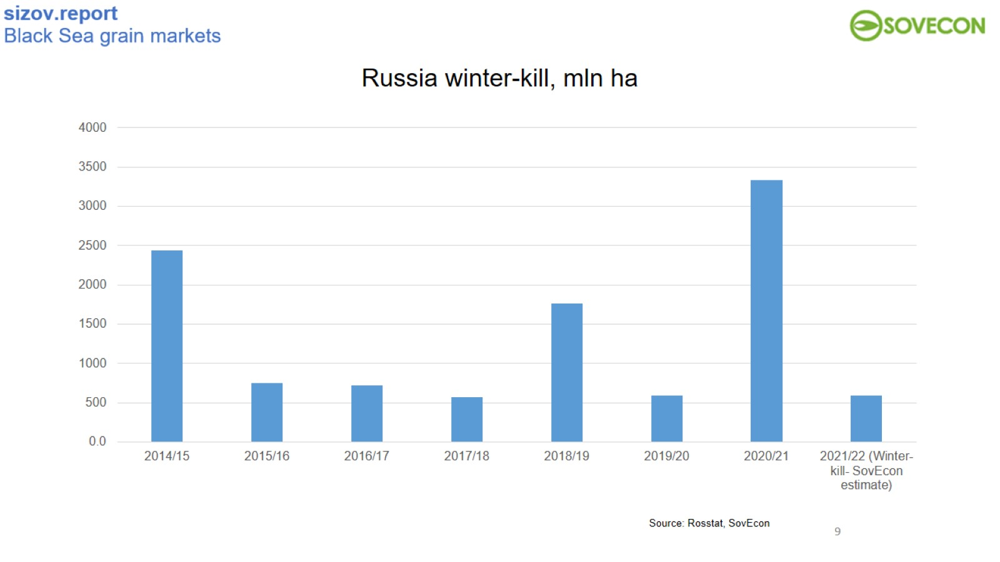 sizov.report
Black Sea grain markets
SOVECON
Russia winter-kill, mln ha
4000
3500
3000
2500
2000
1500
1000
500
0.0
2014/15
2015/16
2016/17
2017/18
2018/19
2019/20
2020/21
2021/22 (Winter-
kill- SovEcon
estimate)
Source: Rosstat, SovEcon
9